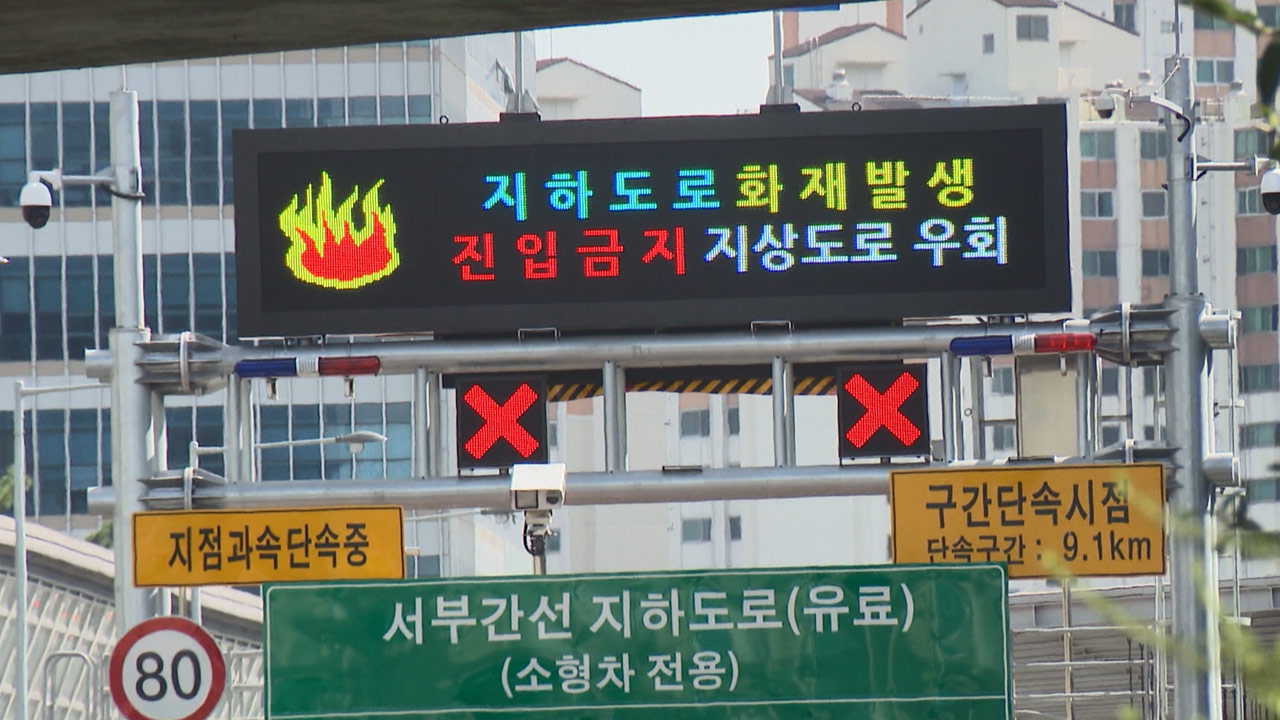 지하도로 화재발생
진입금지 지상도로 우회
지점과속단속중
구간단속시점
단속구간 : 9.1km
서부간선 지하도로(유료)
(소형차 전용)
80